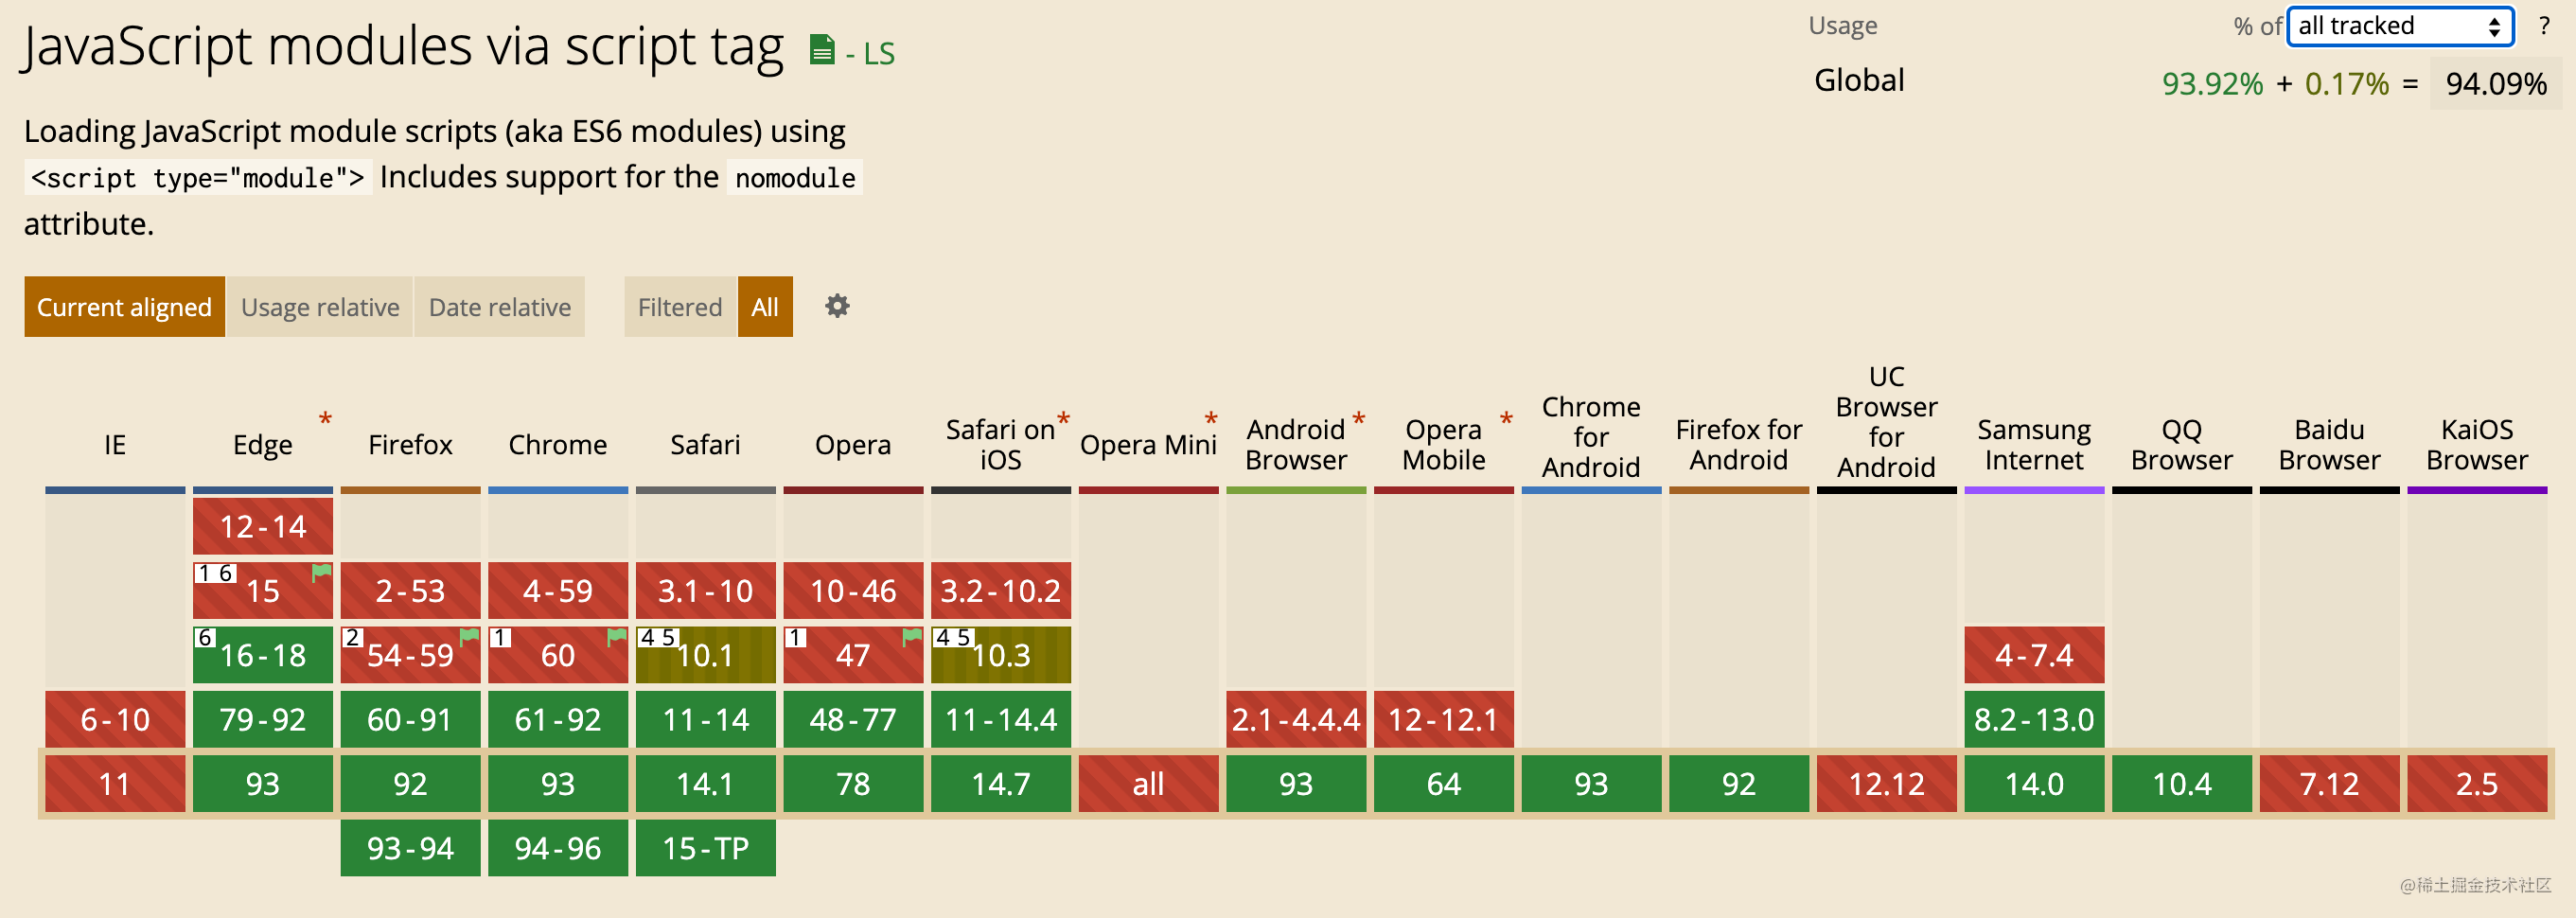 JavaScript modules via script tag - LS
Usage % of all tracked ?
Global 93.92% + 0.17% = 94.09%
Loading JavaScript module scripts (aka ES6 modules) using
<script type="module"> Includes support for the nomodule
attribute.
Current aligned Usage relative Date relative Filtered All
IE
Edge *
Firefox
Chrome
Safari
Opera
Safari on *
iOS
Opera Mini *
Android *
Browser
Opera *
Mobile
Chrome
for
Android
Firefox for
Android
UC
Browser
for
Android
Samsung
Internet
QQ
Browser
Baidu
Browser
KaiOS
Browser
12-14
1 6 15 2-53 4-59 3.1-10 10-46 3.2-10.2
6 16-18 2 54-59 1 60 4 5 10.1 1 47 4 5 10.3 4-7.4
6-10 79-92 60-91 61-92 11-14 48-77 11-14.4 2.1-4.4.4 12-12.1 8.2-13.0
11 93 92 93 14.1 78 14.7 all 93 64 93 92 12.12 14.0 10.4 7.12 2.5
93-94 94-96 15-TP
@稀土掘金技术社区